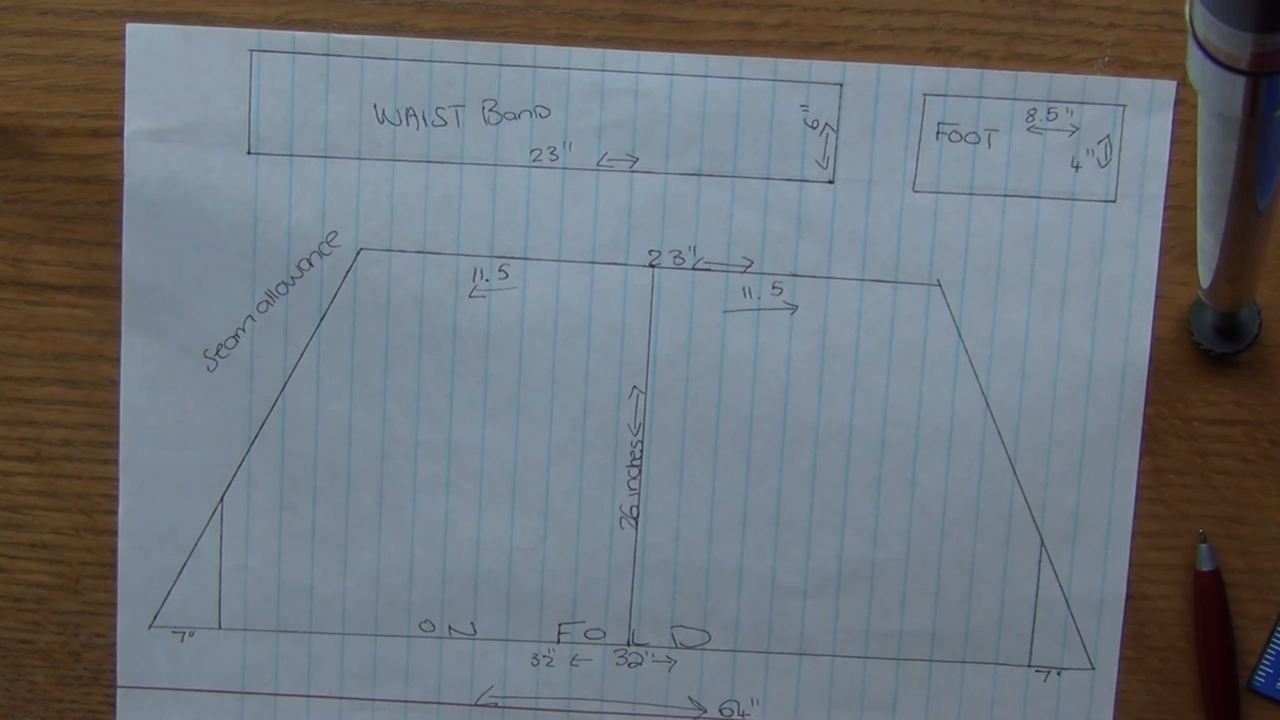 WAIST Band
23"
6"
FOOT
8.5"
4"
Seam allowance
23"
11.5
11.5
26 inches
ON FOLD
7"
32" 32"
7"
64"